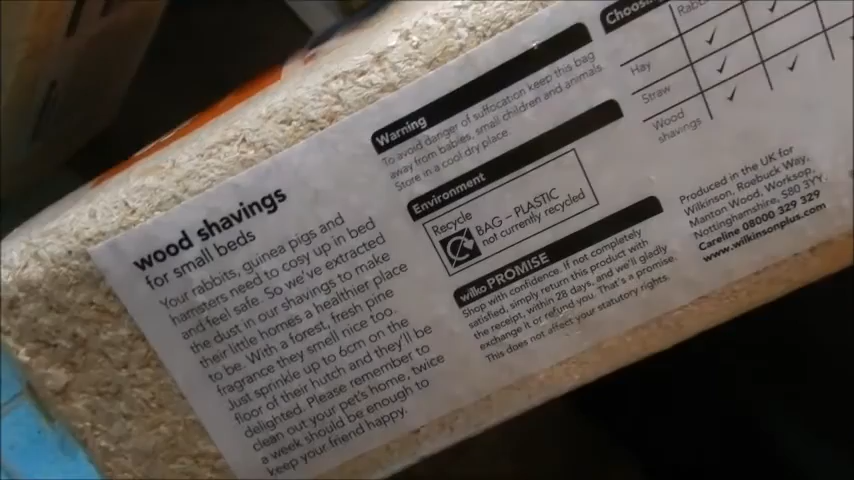 wood shavings
for small beds
Your rabbits, guinea pigs and
hamsters need to cosy up in bed
and feel safe. So we've extracted
the dust in our shavings to make
their little homes a healthier place
to be. With a forest, fresh pine
fragrance they smell nice too.
Just sprinkle up to 6cm on the
floor of their hutch and they'll be
delighted. Please remember to
clean out your pet's home, twice
a week should be enough to
keep your friend happy.
Warning
To avoid danger of suffocation keep this bag
away from babies, small children and animals
Store in a cool dry place.
Environment
Recycle
BAG – PLASTIC
not currently recycled
wilko PROMISE
Shop with confidence. If not completely
satisfied, simply return this product with
the receipt, within 28 days, and we'll gladly
exchange it or refund you. That's a promise.
This does not affect your statutory rights.
Hay ✓
Straw ✓ ✓
Wood
shavings ✓
Produced in the UK for
Wilkinson, Roebuck Way,
Manton Wood, Worksop,
Nottinghamshire, S80 3YY.
Careline 08000 329 329
www.wilkinsonplus.com